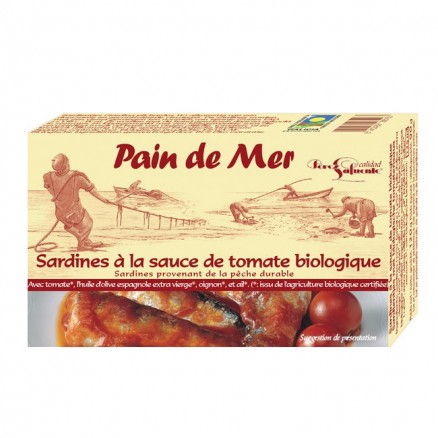 Pain de Mer
calidad
Sardines à la sauce de tomate biologique
Sardines provenant de la pêche durable
Avec tomate*, l'huile d'olive espagnole extra vierge*, oignon*, et ail*. (*: issu de l'agriculture biologique certifiée)
Suggestion de présentation